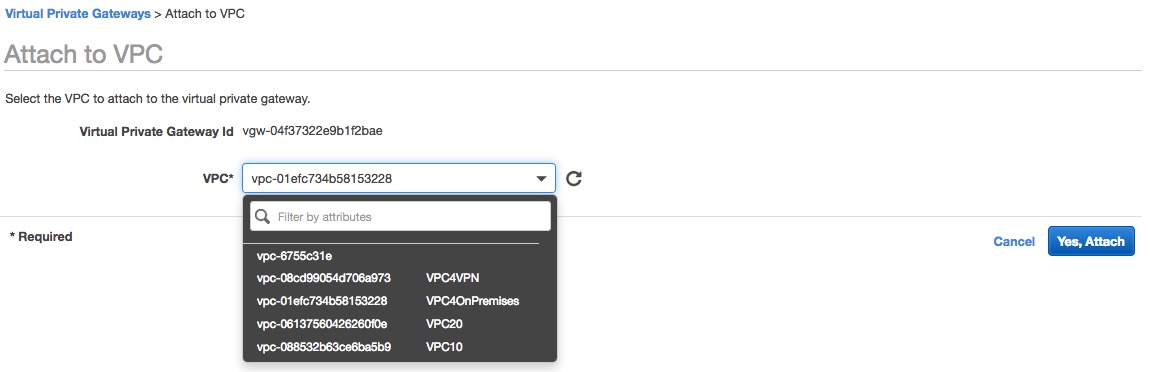 Virtual Private Gateways > Attach to VPC
Attach to VPC
Select the VPC to attach to the virtual private gateway.
Virtual Private Gateway Id vgw-04f37322e9b1f2bae
VPC* vpc-01efc734b58153228
Filter by attributes
vpc-6755c31e
vpc-08cd99054d706a973 VPC4VPN
vpc-01efc734b58153228 VPC4OnPremises
vpc-06137560426260f0e VPC20
vpc-088532b63ce6ba5b9 VPC10
* Required
Cancel Yes, Attach